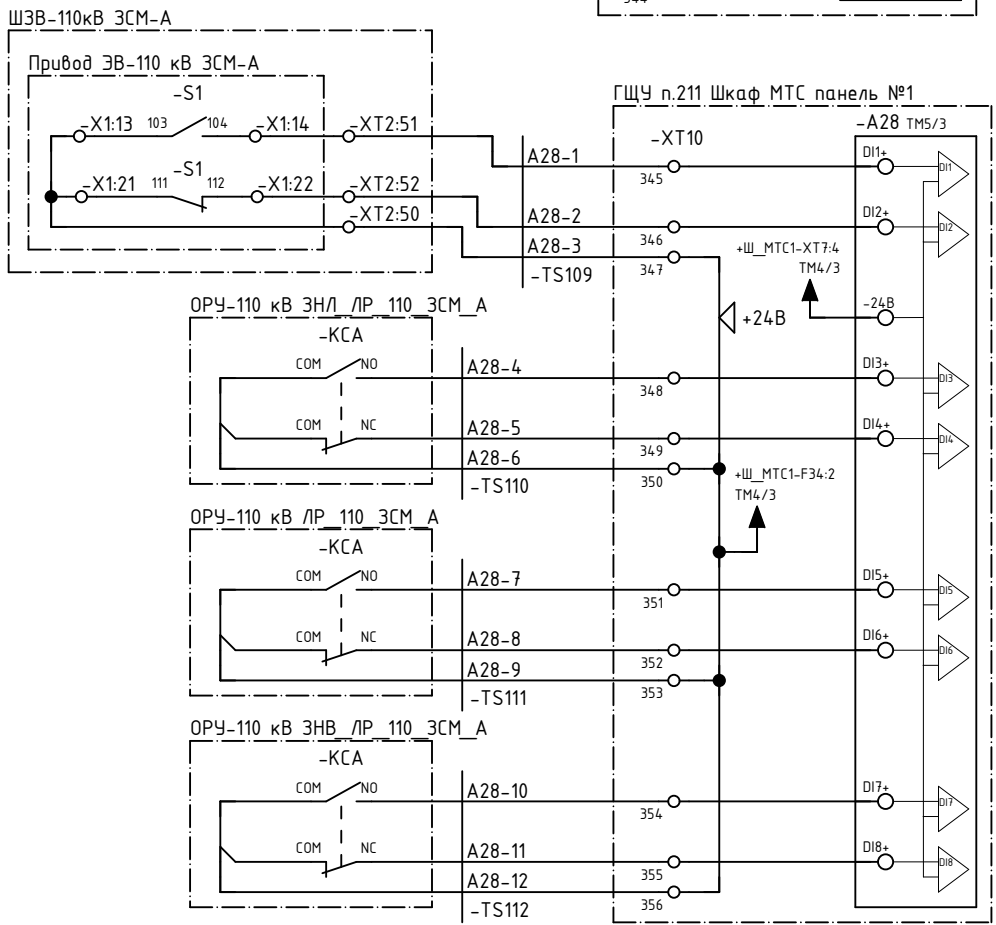 344
ШЗВ-110кВ ЗСМ-А
Привод ЭВ-110 кВ ЗСМ-А
-S1
-X1:13 103 104 -X1:14 -XT2:51
-S1
-X1:21 111 112 -X1:22 -XT2:52
-XT2:50
A28-1
A28-2
A28-3
-TS109
ГЩУ п.211 Шкаф МТС панель №1
-XT10
345
346
347
-A28 TM5/3
DI1+ DI1
DI2+ DI2
+Ш_МТС1-XT7:4
TM4/3
-24В
+24В
ОРУ-110 кВ ЗНЛ_ЛР_110_ЗСМ_А
-КСА
COM NO A28-4 348 DI3+ DI3
COM NC A28-5 349 DI4+ DI4
A28-6 350
-TS110
+Ш_МТС1-F34:2
TM4/3
ОРУ-110 кВ ЛР_110_ЗСМ_А
-КСА
COM NO A28-7 351 DI5+ DI5
COM NC A28-8 352 DI6+ DI6
A28-9 353
-TS111
ОРУ-110 кВ ЗНВ_ЛР_110_ЗСМ_А
-КСА
COM NO A28-10 354 DI7+ DI7
COM NC A28-11 355 DI8+ DI8
A28-12 356
-TS112